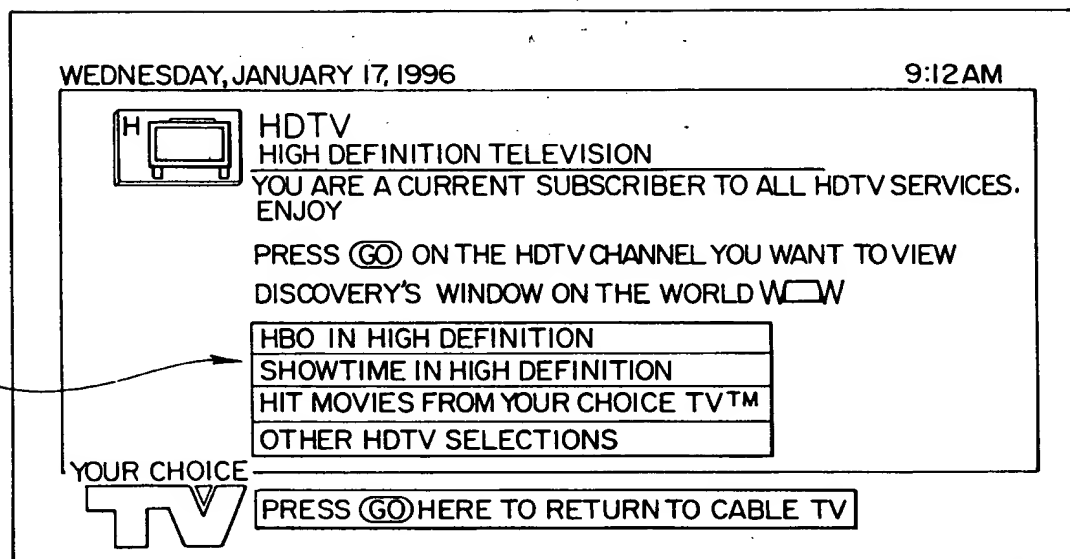 WEDNESDAY, JANUARY 17, 1996 9:12 AM
H
HDTV
HIGH DEFINITION TELEVISION
YOU ARE A CURRENT SUBSCRIBER TO ALL HDTV SERVICES.
ENJOY
PRESS GO ON THE HDTV CHANNEL YOU WANT TO VIEW
DISCOVERY'S WINDOW ON THE WORLD WOW
HBO IN HIGH DEFINITION
SHOWTIME IN HIGH DEFINITION
HIT MOVIES FROM YOUR CHOICE TV™
OTHER HDTV SELECTIONS
YOUR CHOICE
TV
PRESS GO HERE TO RETURN TO CABLE TV